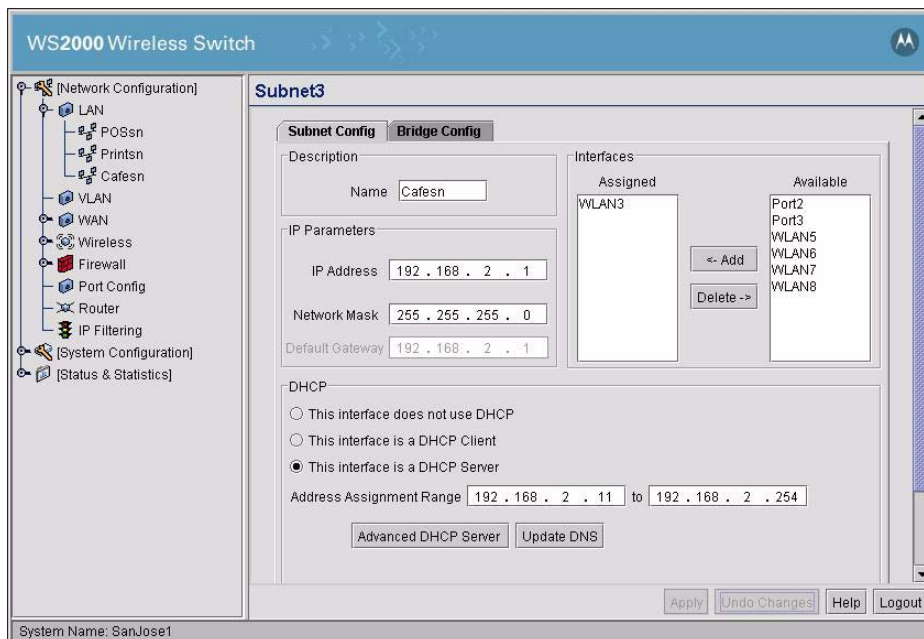 WS2000 Wireless Switch
[Network Configuration]
LAN
POSsn
Printsn
Cafesn
VLAN
WAN
Wireless
Firewall
Port Config
Router
IP Filtering
[System Configuration]
[Status & Statistics]
Subnet3
Subnet Config
Bridge Config
Description
Name Cafesn
IP Parameters
IP Address 192 . 168 . 2 . 1
Network Mask 255 . 255 . 255 . 0
Default Gateway 192 . 168 . 2 . 1
Interfaces
Assigned
WLAN3
<- Add
Delete ->
Available
Port2
Port3
WLAN5
WLAN6
WLAN7
WLAN8
DHCP
This interface does not use DHCP
This interface is a DHCP Client
This interface is a DHCP Server
Address Assignment Range 192 . 168 . 2 . 11 to 192 . 168 . 2 . 254
Advanced DHCP Server
Update DNS
Apply
Undo Changes
Help
Logout
System Name: SanJose1